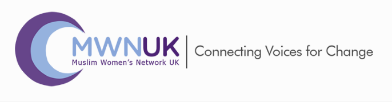 MWNUK
Muslim Women's Network UK
Connecting Voices for Change